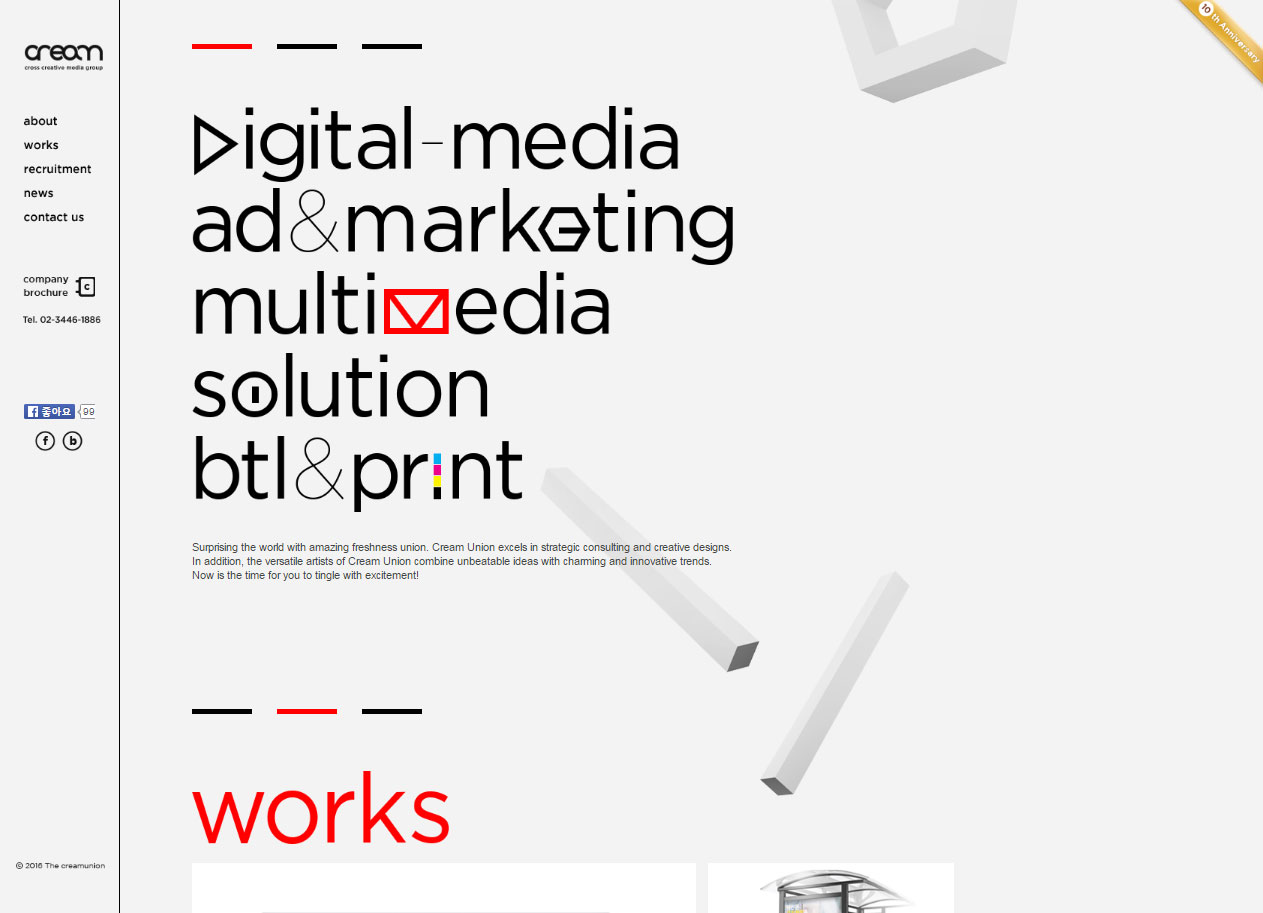 cream
cross creative media group
about
works
recruitment
news
contact us
company
brochure
c
Tel. 02-3446-1886
f 좋아요 99
f b
© 2016 The creamunion
10th Anniversary
Digital-media
ad&marketing
multimedia
solution
btl&print
Surprising the world with amazing freshness union. Cream Union excels in strategic consulting and creative designs.
In addition, the versatile artists of Cream Union combine unbeatable ideas with charming and innovative trends.
Now is the time for you to tingle with excitement!
works